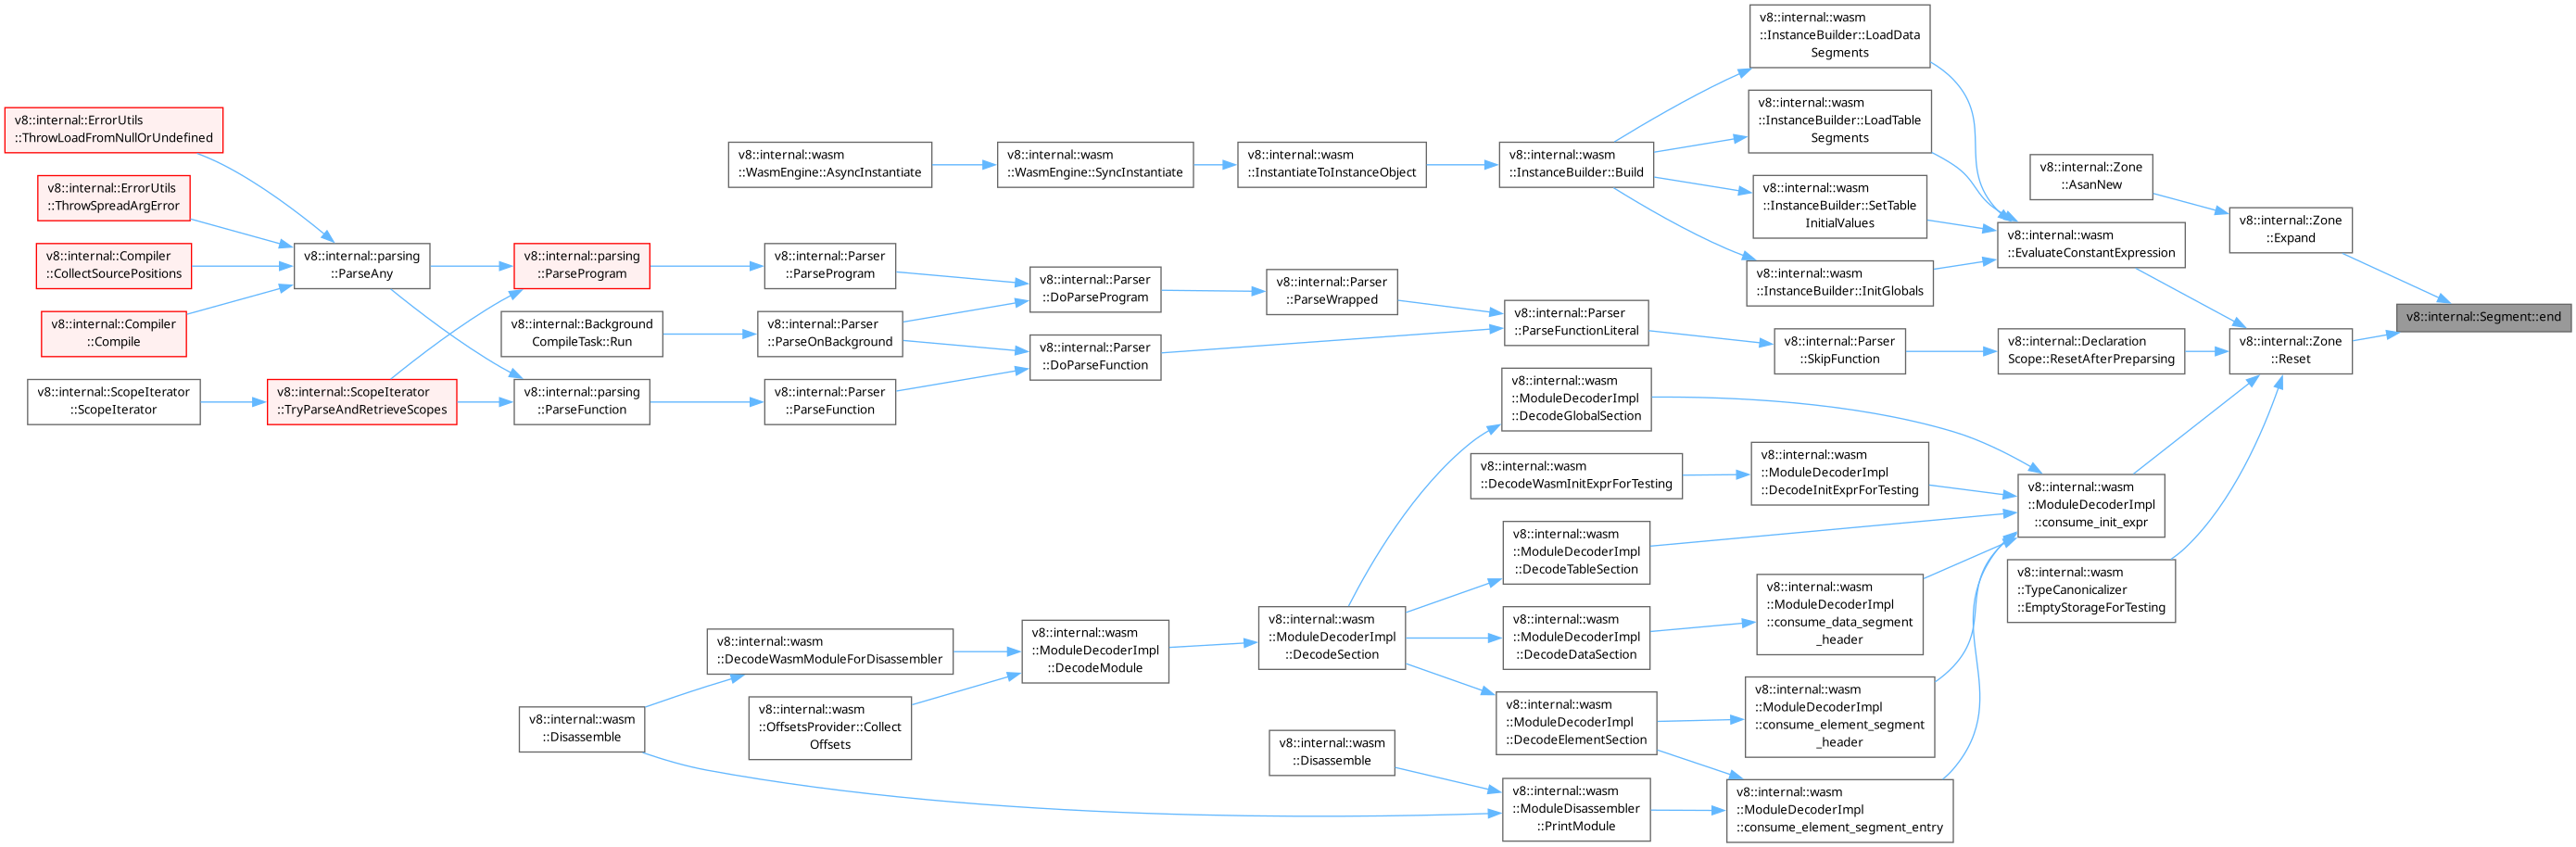 v8::internal::wasm
::InstanceBuilder::LoadData
Segments
v8::internal::wasm
::InstanceBuilder::LoadTable
Segments
v8::internal::ErrorUtils
::ThrowLoadFromNullOrUndefined
v8::internal::wasm
::WasmEngine::AsyncInstantiate
v8::internal::wasm
::WasmEngine::SyncInstantiate
v8::internal::wasm
::InstantiateToInstanceObject
v8::internal::wasm
::InstanceBuilder::Build
v8::internal::Zone
::AsanNew
v8::internal::ErrorUtils
::ThrowSpreadArgError
v8::internal::wasm
::InstanceBuilder::SetTable
InitialValues
v8::internal::Zone
::Expand
v8::internal::wasm
::EvaluateConstantExpression
v8::internal::Compiler
::CollectSourcePositions
v8::internal::parsing
::ParseAny
v8::internal::parsing
::ParseProgram
v8::internal::Parser
::ParseProgram
v8::internal::Parser
::DoParseProgram
v8::internal::Parser
::ParseWrapped
v8::internal::wasm
::InstanceBuilder::InitGlobals
v8::internal::Segment::end
v8::internal::Compiler
::Compile
v8::internal::Background
CompileTask::Run
v8::internal::Parser
::ParseOnBackground
v8::internal::Parser
::ParseFunctionLiteral
v8::internal::Parser
::DoParseFunction
v8::internal::Parser
::SkipFunction
v8::internal::Declaration
Scope::ResetAfterPreparsing
v8::internal::Zone
::Reset
v8::internal::ScopeIterator
::ScopeIterator
v8::internal::ScopeIterator
::TryParseAndRetrieveScopes
v8::internal::parsing
::ParseFunction
v8::internal::Parser
::ParseFunction
v8::internal::wasm
::ModuleDecoderImpl
::DecodeGlobalSection
v8::internal::wasm
::DecodeWasmInitExprForTesting
v8::internal::wasm
::ModuleDecoderImpl
::DecodeInitExprForTesting
v8::internal::wasm
::ModuleDecoderImpl
::consume_init_expr
v8::internal::wasm
::ModuleDecoderImpl
::DecodeTableSection
v8::internal::wasm
::TypeCanonicalizer
::EmptyStorageForTesting
v8::internal::wasm
::ModuleDecoderImpl
::consume_data_segment
_header
v8::internal::wasm
::ModuleDecoderImpl
::DecodeDataSection
v8::internal::wasm
::ModuleDecoderImpl
::DecodeSection
v8::internal::wasm
::ModuleDecoderImpl
::DecodeModule
v8::internal::wasm
::DecodeWasmModuleForDisassembler
v8::internal::wasm
::OffsetsProvider::Collect
Offsets
v8::internal::wasm
::Disassemble
v8::internal::wasm
::ModuleDecoderImpl
::consume_element_segment
_header
v8::internal::wasm
::ModuleDecoderImpl
::DecodeElementSection
v8::internal::wasm
::Disassemble
v8::internal::wasm
::ModuleDisassembler
::PrintModule
v8::internal::wasm
::ModuleDecoderImpl
::consume_element_segment_entry